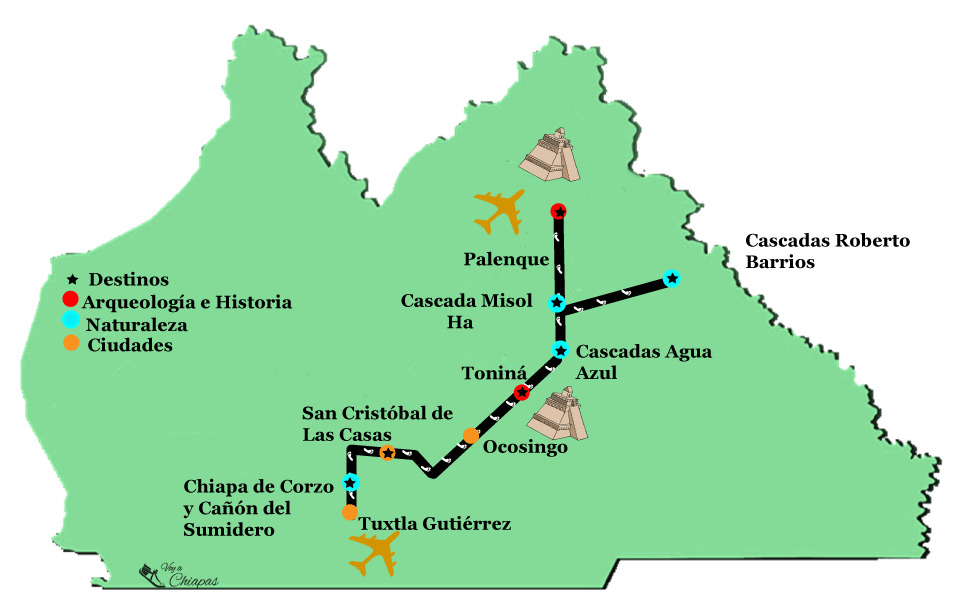 Cascadas Roberto
Barrios
Palenque
Destinos
Arqueología e Historia
Naturaleza
Ciudades
Cascada Misol
Ha
Cascadas Agua
Azul
Toniná
San Cristóbal de
Las Casas
Ocosingo
Chiapa de Corzo
y Cañón del
Sumidero
Tuxtla Gutiérrez
Voy a
Chiapas